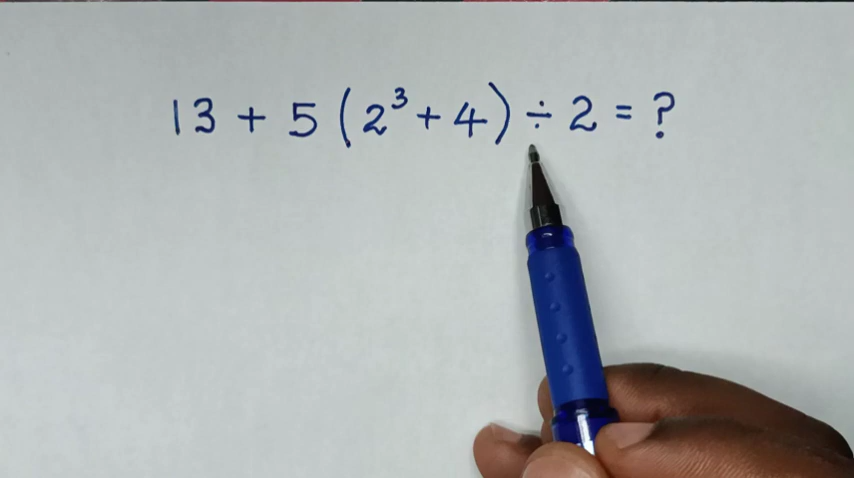 13 + 5 (2³ + 4) ÷ 2 = ?